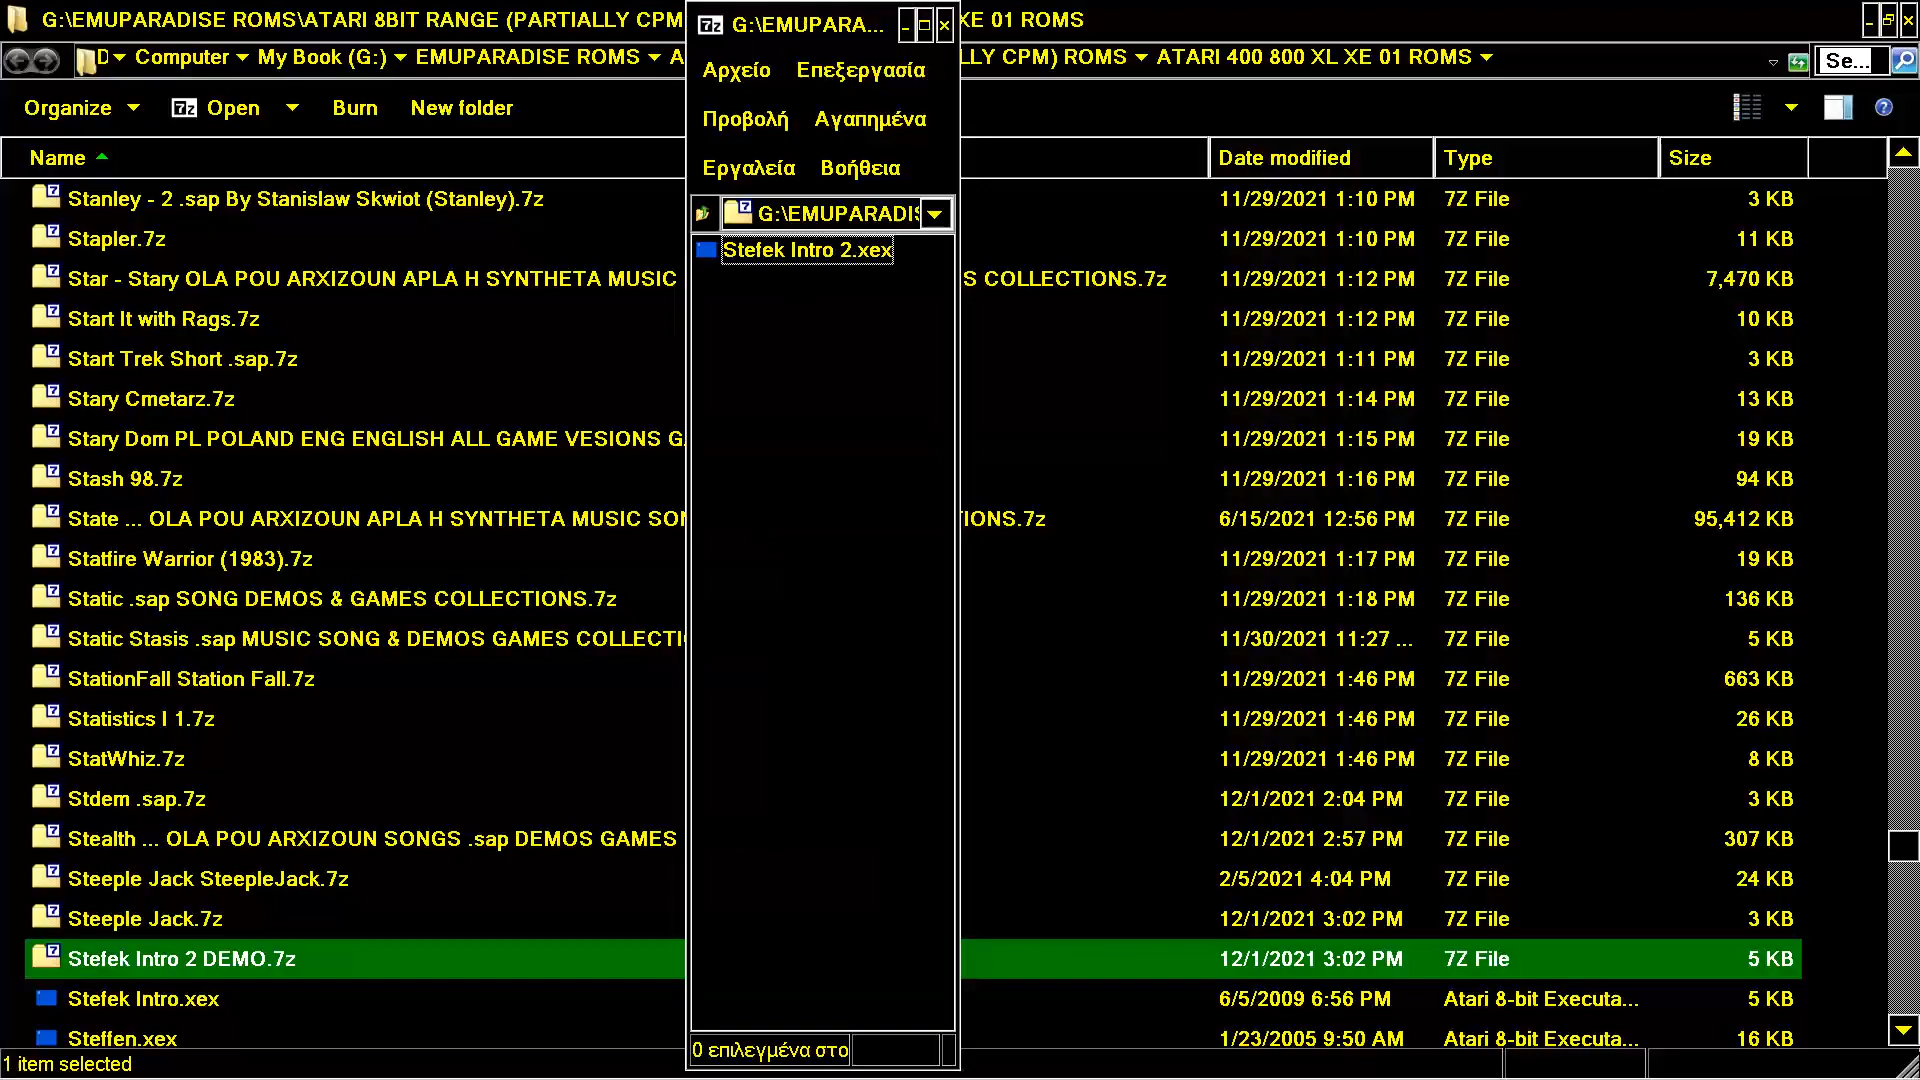 G:\EMUPARADISE ROMS\ATARI 8BIT RANGE (PARTIALLY CPM XE 01 ROMS
D Computer My Book (G:) EMUPARADISE ROMS A LLY CPM) ROMS ATARI 400 800 XL XE 01 ROMS Se...
Organize 7z Open Burn New folder
Name Date modified Type Size
Stanley - 2 .sap By Stanislaw Skwiot (Stanley).7z 11/29/2021 1:10 PM 7Z File 3 KB
Stapler.7z 11/29/2021 1:10 PM 7Z File 11 KB
Star - Stary OLA POU ARXIZOUN APLA H SYNTHETA MUSIC S COLLECTIONS.7z 11/29/2021 1:12 PM 7Z File 7,470 KB
Start It with Rags.7z 11/29/2021 1:12 PM 7Z File 10 KB
Start Trek Short .sap.7z 11/29/2021 1:11 PM 7Z File 3 KB
Stary Cmetarz.7z 11/29/2021 1:14 PM 7Z File 13 KB
Stary Dom PL POLAND ENG ENGLISH ALL GAME VESIONS G 11/29/2021 1:15 PM 7Z File 19 KB
Stash 98.7z 11/29/2021 1:16 PM 7Z File 94 KB
State ... OLA POU ARXIZOUN APLA H SYNTHETA MUSIC SON TIONS.7z 6/15/2021 12:56 PM 7Z File 95,412 KB
Statfire Warrior (1983).7z 11/29/2021 1:17 PM 7Z File 19 KB
Static .sap SONG DEMOS & GAMES COLLECTIONS.7z 11/29/2021 1:18 PM 7Z File 136 KB
Static Stasis .sap MUSIC SONG & DEMOS GAMES COLLECTI 11/30/2021 11:27 ... 7Z File 5 KB
StationFall Station Fall.7z 11/29/2021 1:46 PM 7Z File 663 KB
Statistics I 1.7z 11/29/2021 1:46 PM 7Z File 26 KB
StatWhiz.7z 11/29/2021 1:46 PM 7Z File 8 KB
Stdem .sap.7z 12/1/2021 2:04 PM 7Z File 3 KB
Stealth ... OLA POU ARXIZOUN SONGS .sap DEMOS GAMES 12/1/2021 2:57 PM 7Z File 307 KB
Steeple Jack SteepleJack.7z 2/5/2021 4:04 PM 7Z File 24 KB
Steeple Jack.7z 12/1/2021 3:02 PM 7Z File 3 KB
Stefek Intro 2 DEMO.7z 12/1/2021 3:02 PM 7Z File 5 KB
Stefek Intro.xex 6/5/2009 6:56 PM Atari 8-bit Executa... 5 KB
Steffen.xex 1/23/2005 9:50 AM Atari 8-bit Executa... 16 KB
1 item selected
7z G:\EMUPARA...
Αρχείο Επεξεργασία
Προβολή Αγαπημένα
Εργαλεία Βοήθεια
G:\EMUPARADIS
Stefek Intro 2.xex
0 επιλεγμένα στο